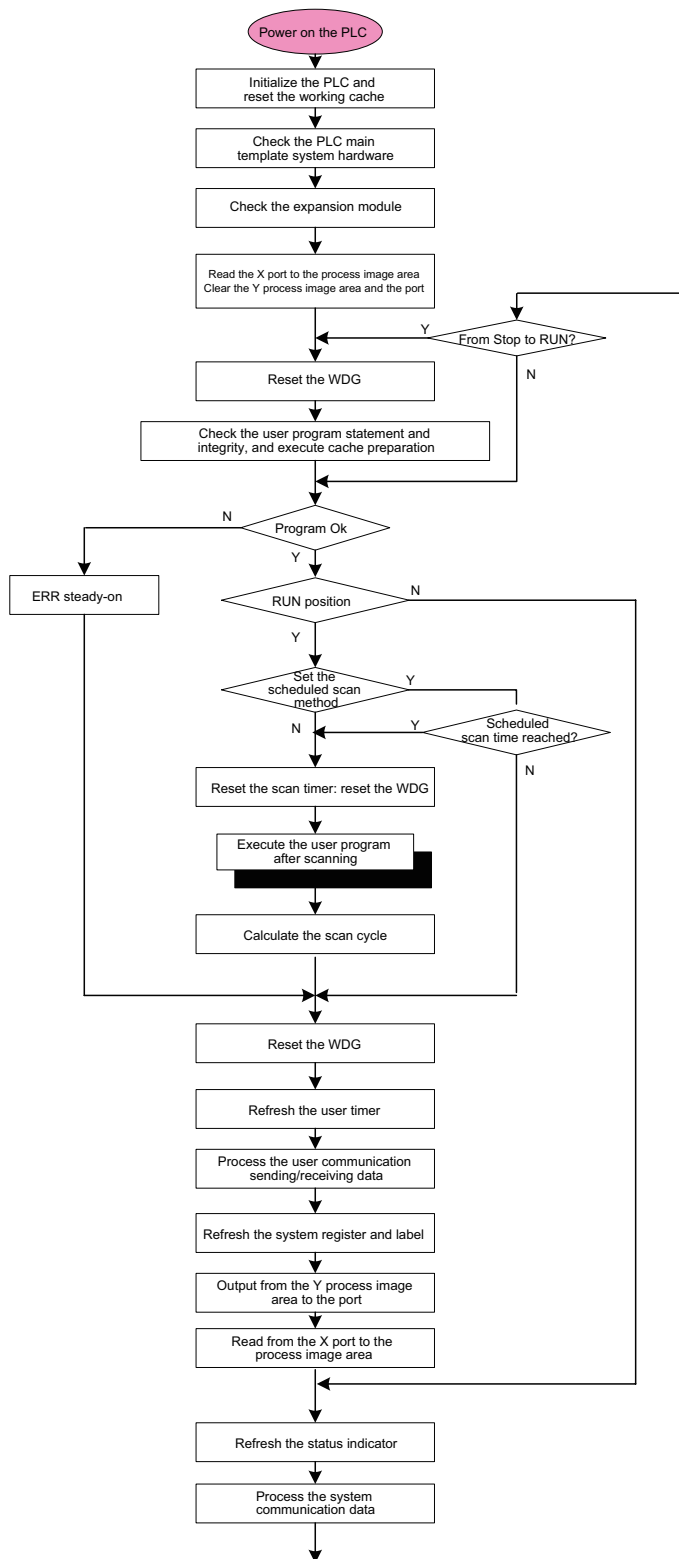 Power on the PLC
Initialize the PLC and
reset the working cache
Check the PLC main
template system hardware
Check the expansion module
Read the X port to the process image area
Clear the Y process image area and the port
Y
From Stop to RUN?
N
Reset the WDG
Check the user program statement and
integrity, and execute cache preparation
N
Program Ok
Y
ERR steady-on
RUN position
N
Y
Set the
scheduled scan
method
Y
N
Y
Scheduled
scan time reached?
N
Reset the scan timer: reset the WDG
Execute the user program
after scanning
Calculate the scan cycle
Reset the WDG
Refresh the user timer
Process the user communication
sending/receiving data
Refresh the system register and label
Output from the Y process image
area to the port
Read from the X port to the
process image area
Refresh the status indicator
Process the system
communication data